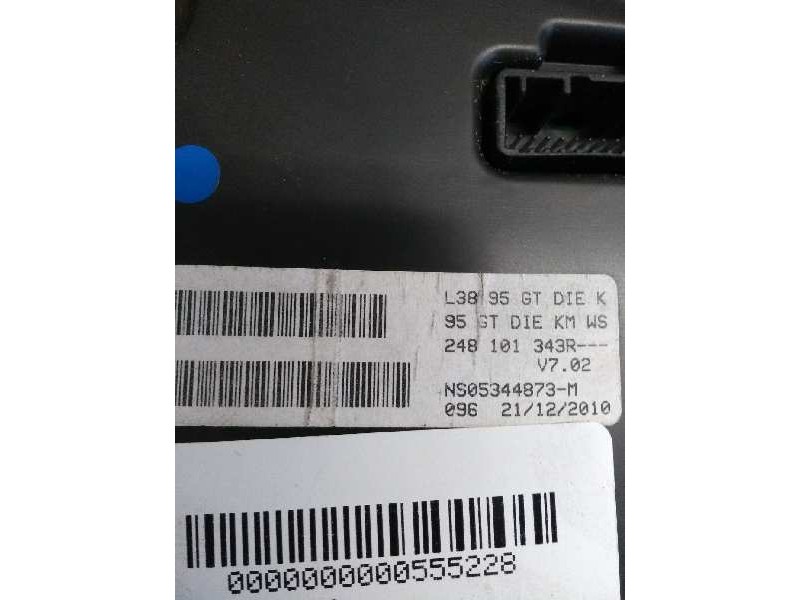 L38 95 GT DIE K
95 GT DIE KM WS
248 101 343R---
V7.02
NS05344873-M
096 21/12/2010
0000000000555228